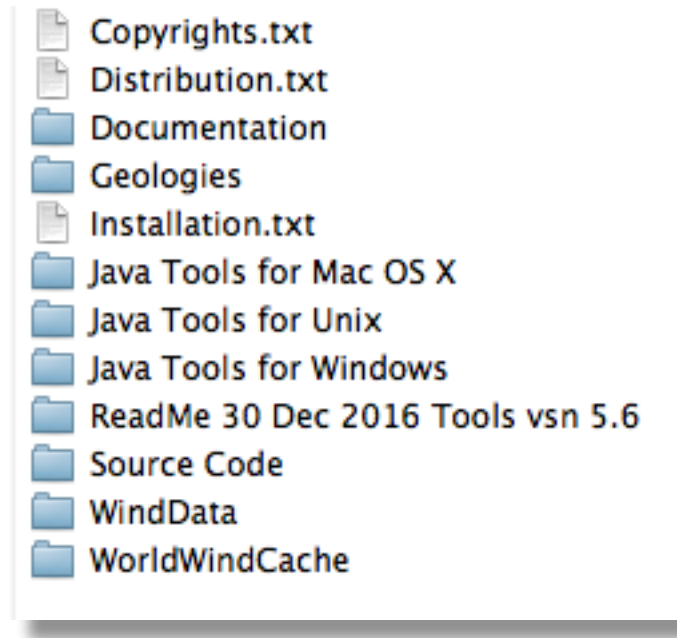 Copyrights.txt
Distribution.txt
Documentation
Geologies
Installation.txt
Java Tools for Mac OS X
Java Tools for Unix
Java Tools for Windows
ReadMe 30 Dec 2016 Tools vsn 5.6
Source Code
WindData
WorldWindCache